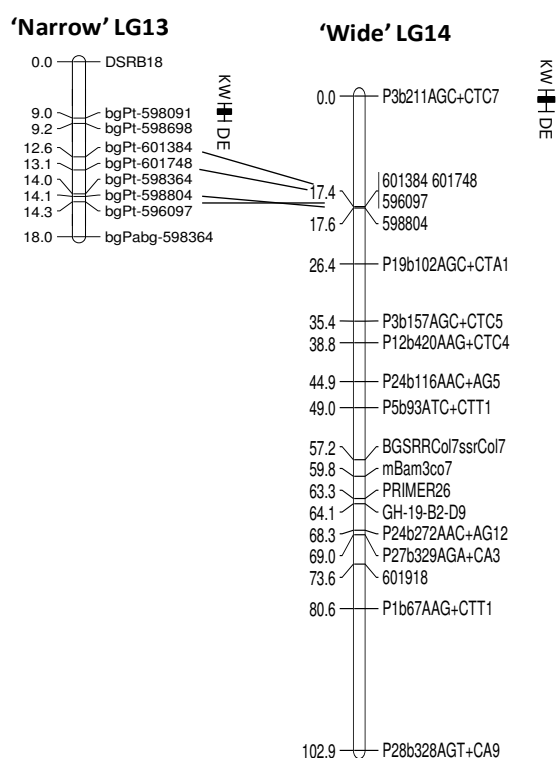 'Narrow' LG13
0.0 DSRB18
9.0 bgPt-598091
9.2 bgPt-598698
12.6 bgPt-601384
13.1 bgPt-601748
14.0 bgPt-598364
14.1 bgPt-598804
14.3 bgPt-596097
18.0 bgPabg-598364
KW
DE
'Wide' LG14
0.0 P3b211AGC+CTC7
601384 601748
17.4 596097
17.6 598804
26.4 P19b102AGC+CTA1
35.4 P3b157AGC+CTC5
38.8 P12b420AAG+CTC4
44.9 P24b116AAC+AG5
49.0 P5b93ATC+CTT1
57.2 BGSRRCol7ssrCol7
59.8 mBam3co7
63.3 PRIMER26
64.1 GH-19-B2-D9
68.3 P24b272AAC+AG12
69.0 P27b329AGA+CA3
73.6 601918
80.6 P1b67AAG+CTT1
102.9 P28b328AGT+CA9
KW
DE